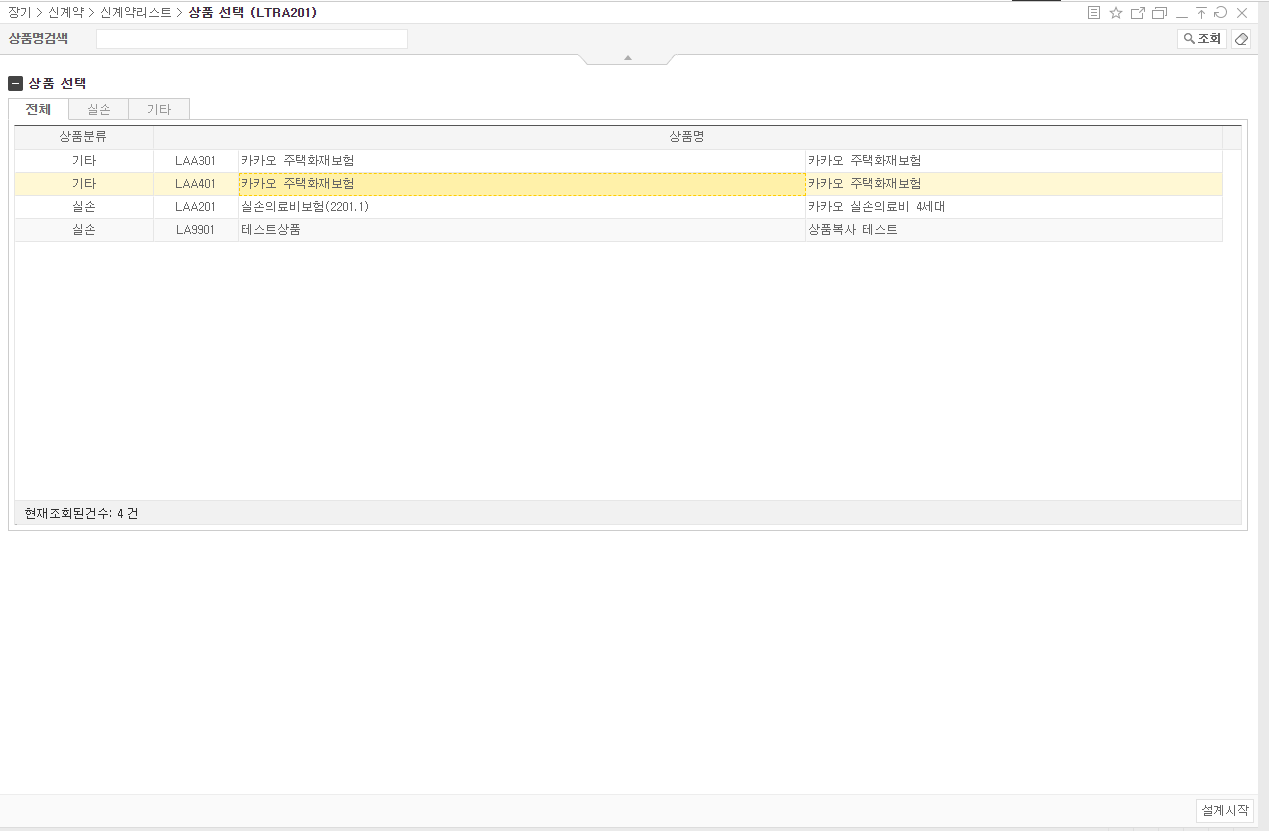 장기 > 신계약 > 신계약리스트 > 상품 선택 (LTRA201)
상품명검색 조회
상품 선택
전체 실손 기타
상품분류 상품명
기타 LAA301 카카오 주택화재보험 카카오 주택화재보험
기타 LAA401 카카오 주택화재보험 카카오 주택화재보험
실손 LAA201 실손의료비보험(2201.1) 카카오 실손의료비 4세대
실손 LA9901 테스트상품 상품복사 테스트
현재조회된건수: 4 건
설계시작